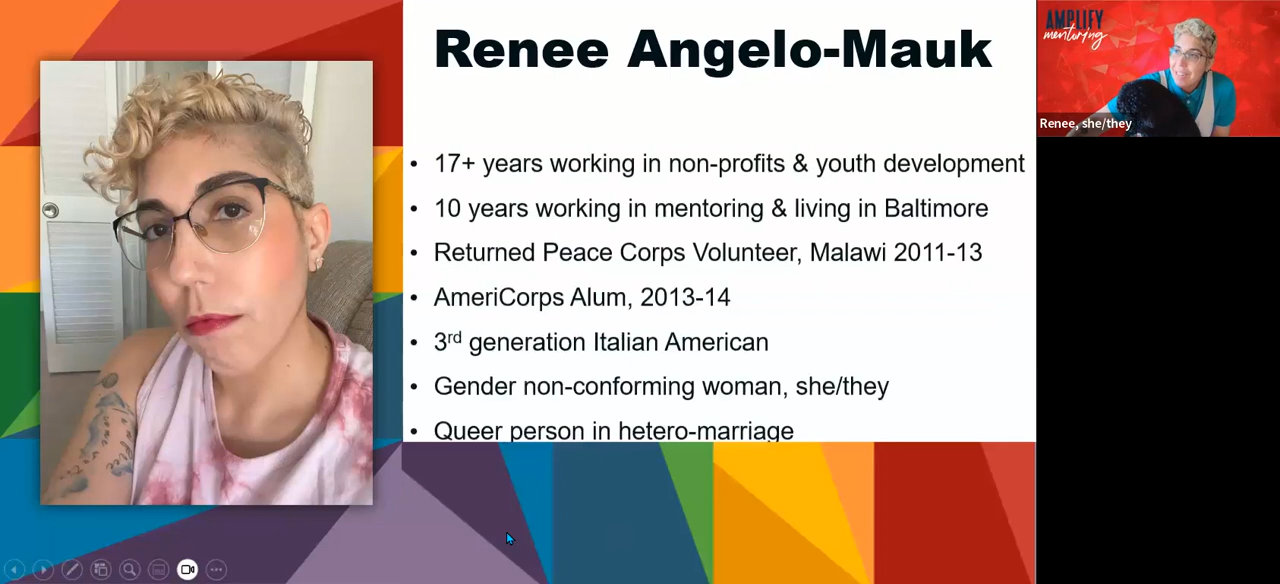 Renee Angelo-Mauk
• 17+ years working in non-profits & youth development
• 10 years working in mentoring & living in Baltimore
• Returned Peace Corps Volunteer, Malawi 2011-13
• AmeriCorps Alum, 2013-14
• 3rd generation Italian American
• Gender non-conforming woman, she/they
• Queer person in hetero-marriage
AMPLIFY
mentoring
Renee, she/they